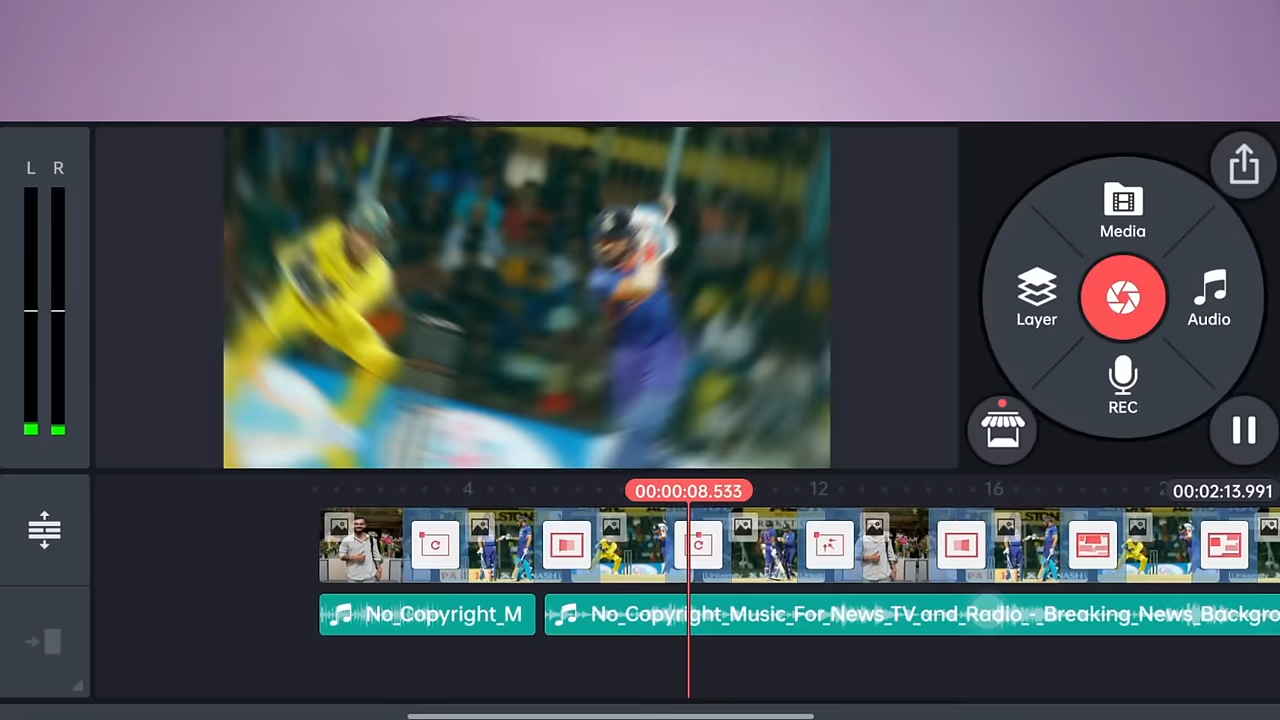 L R
Media
Layer
Audio
REC
4
00:00:08.533
12
16
00:02:13.991
No_Copyright_M
No_Copyright_Music_For_News_TV_and_Radio_-_Breaking_News_Backgro